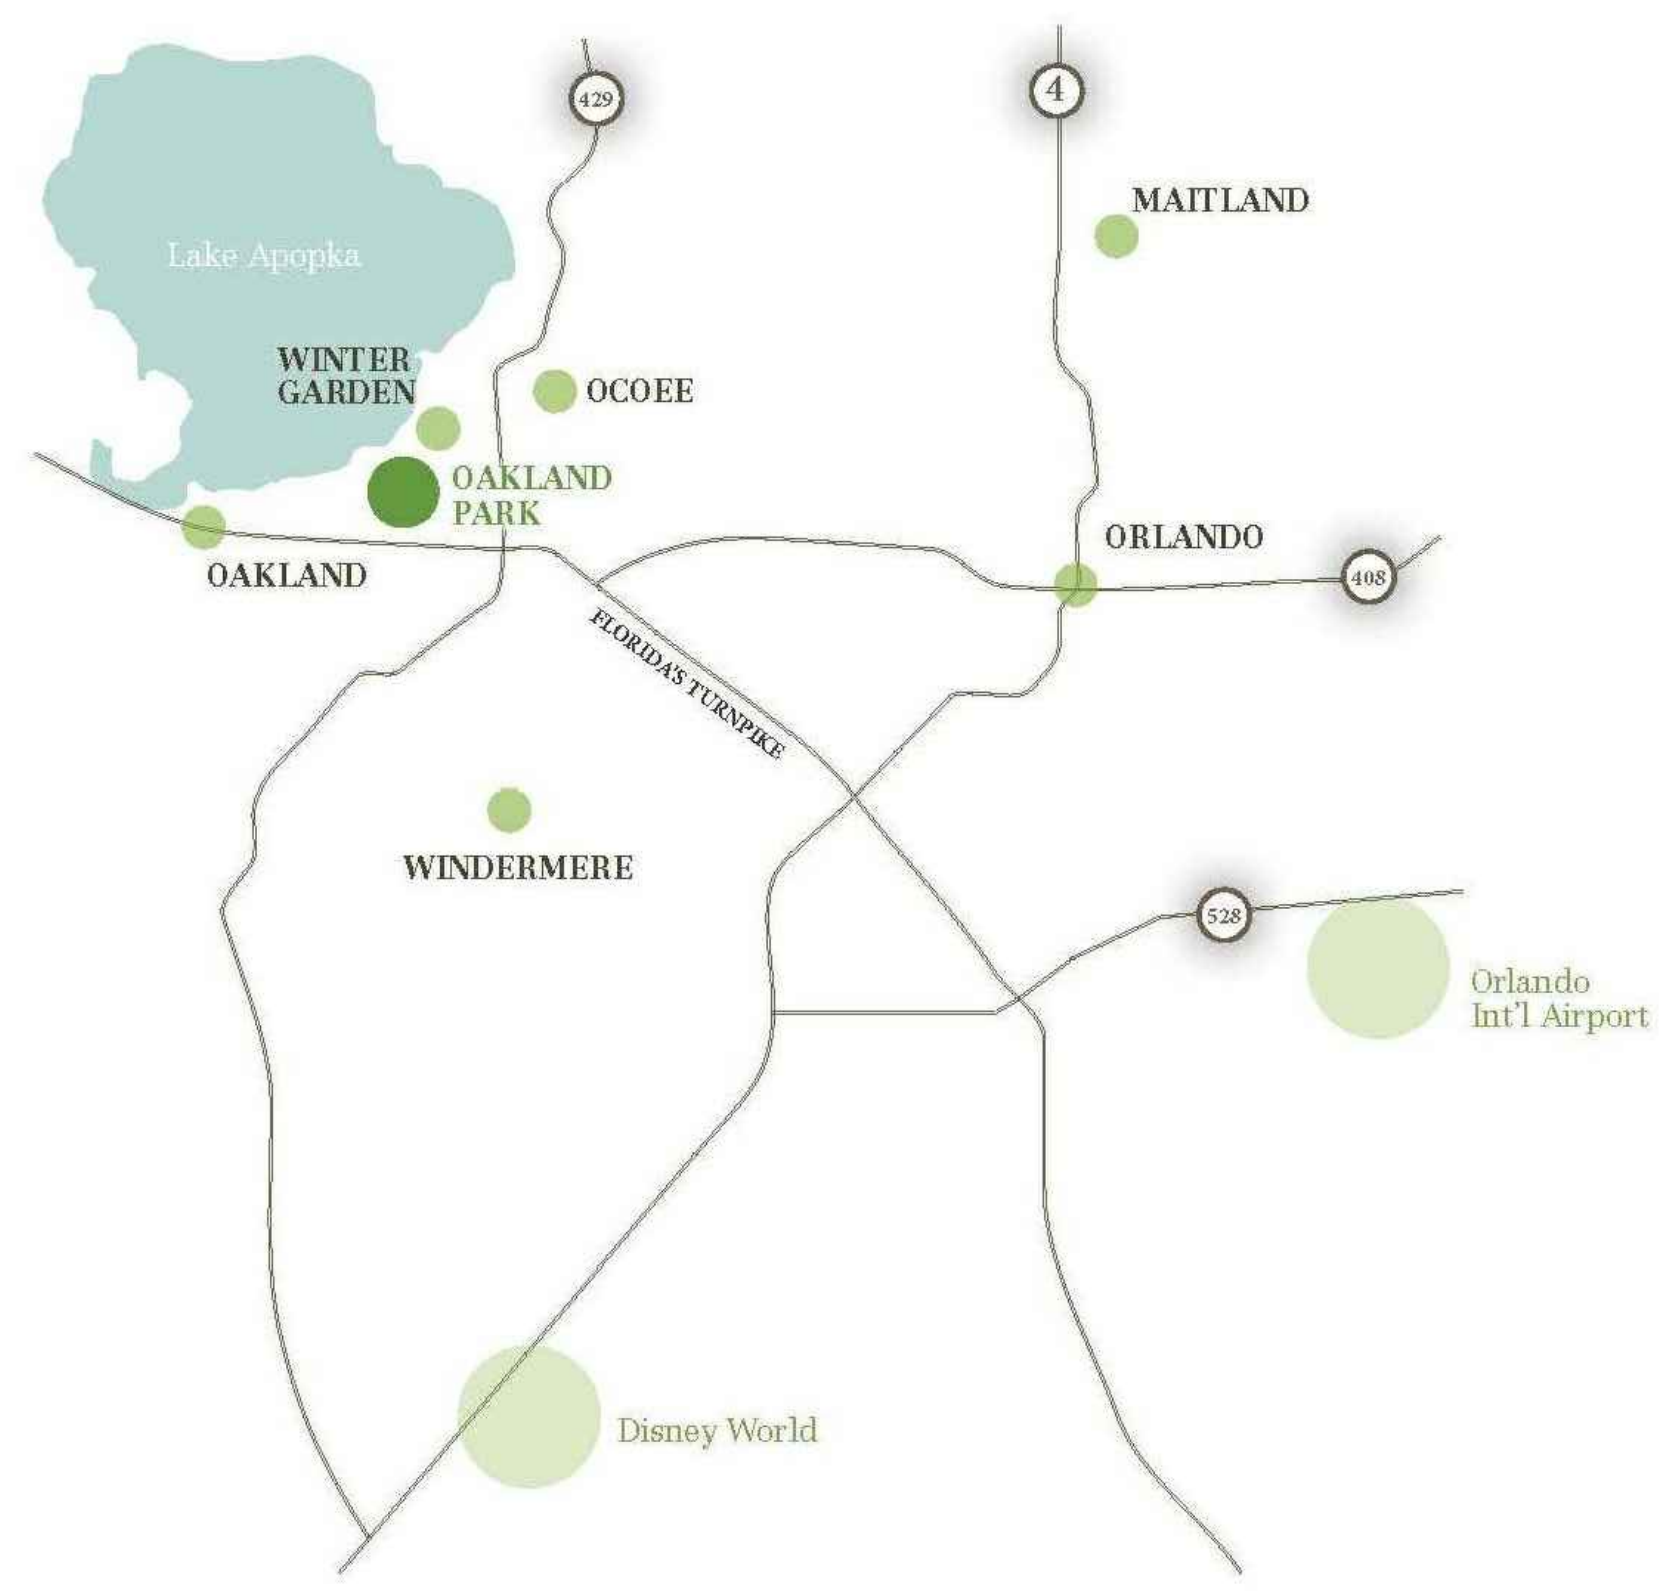 429
4
MAITLAND
Lake Apopka
WINTER
GARDEN
OCOEE
OAKLAND
PARK
ORLANDO
OAKLAND
408
FLORIDA'S TURNPIKE
WINDERMERE
528
Orlando
Int'l Airport
Disney World